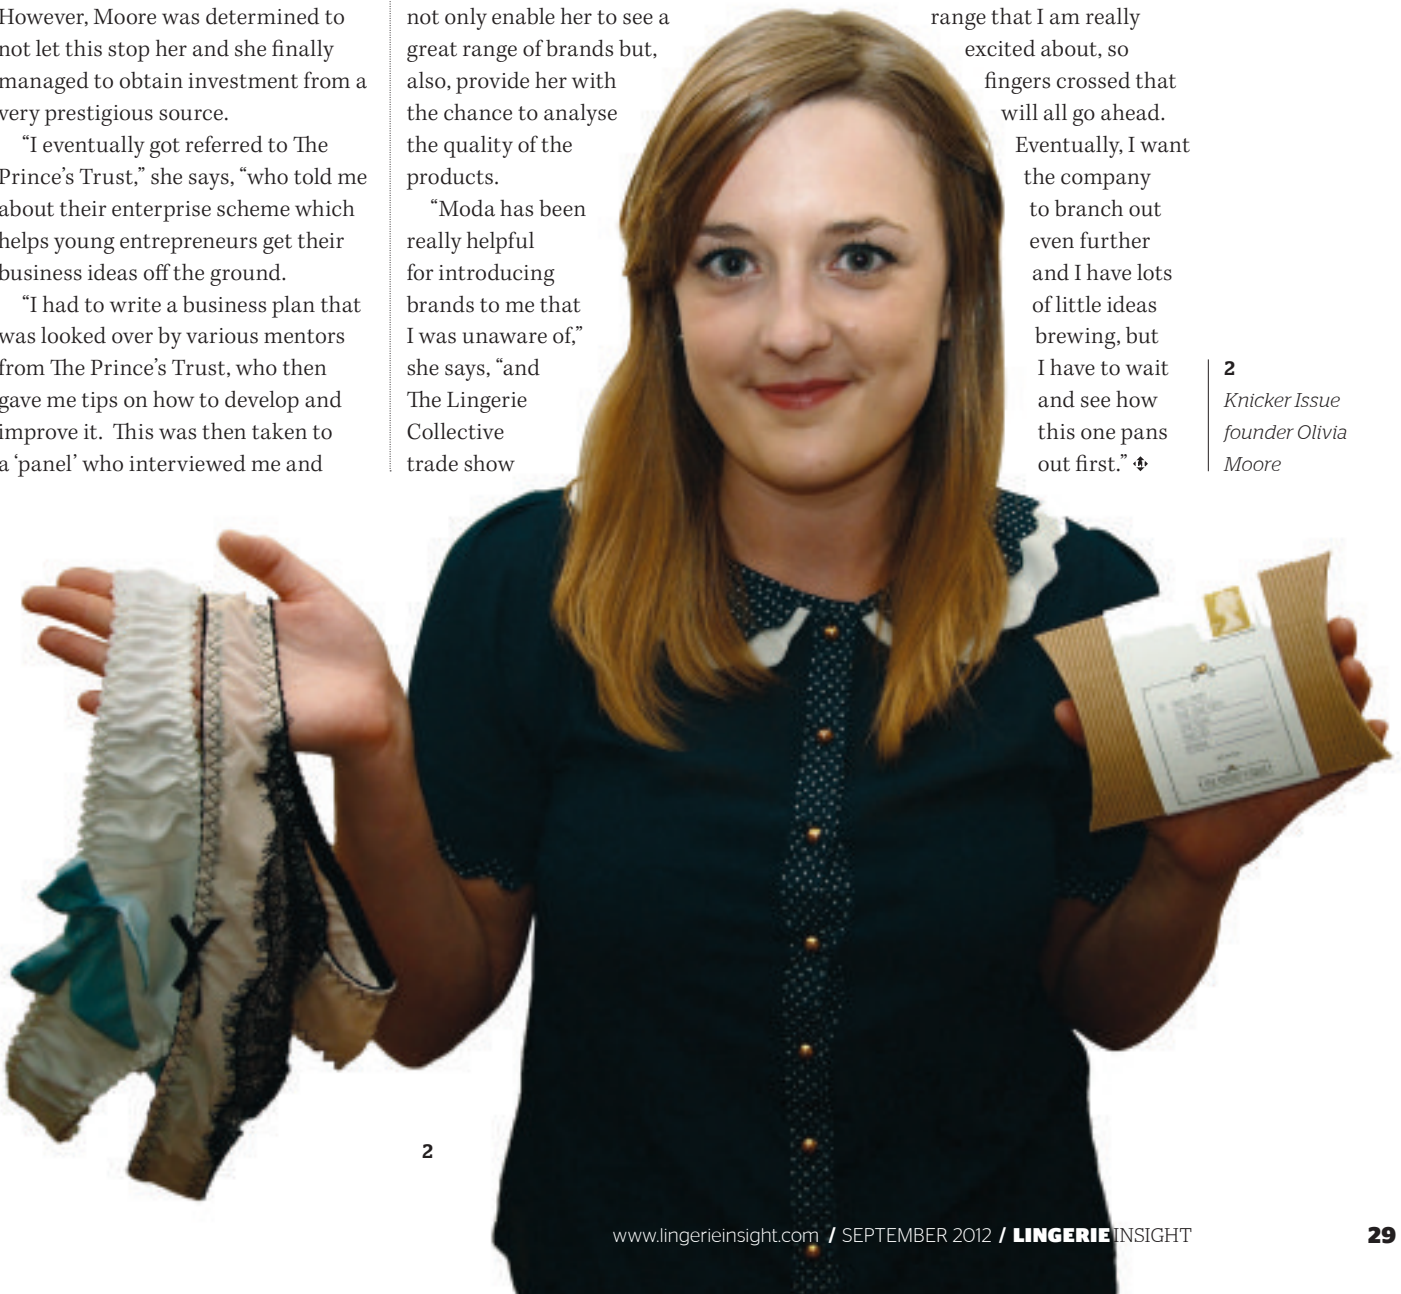 However, Moore was determined to
not let this stop her and she finally
managed to obtain investment from a
very prestigious source.
“I eventually got referred to The
Prince’s Trust,” she says, “who told me
about their enterprise scheme which
helps young entrepreneurs get their
business ideas off the ground.
“I had to write a business plan that
was looked over by various mentors
from The Prince’s Trust, who then
gave me tips on how to develop and
improve it. This was then taken to
a ‘panel’ who interviewed me and
not only enable her to see a
great range of brands but,
also, provide her with
the chance to analyse
the quality of the
products.
“Moda has been
really helpful
for introducing
brands to me that
I was unaware of,”
she says, “and
The Lingerie
Collective
trade show
range that I am really
excited about, so
fingers crossed that
will all go ahead.
Eventually, I want
the company
to branch out
even further
and I have lots
of little ideas
brewing, but
I have to wait
and see how
this one pans
out first.”
2
Knicker Issue
founder Olivia
Moore
2
www.lingerieinsight.com / SEPTEMBER 2012 / LINGERIE INSIGHT
29